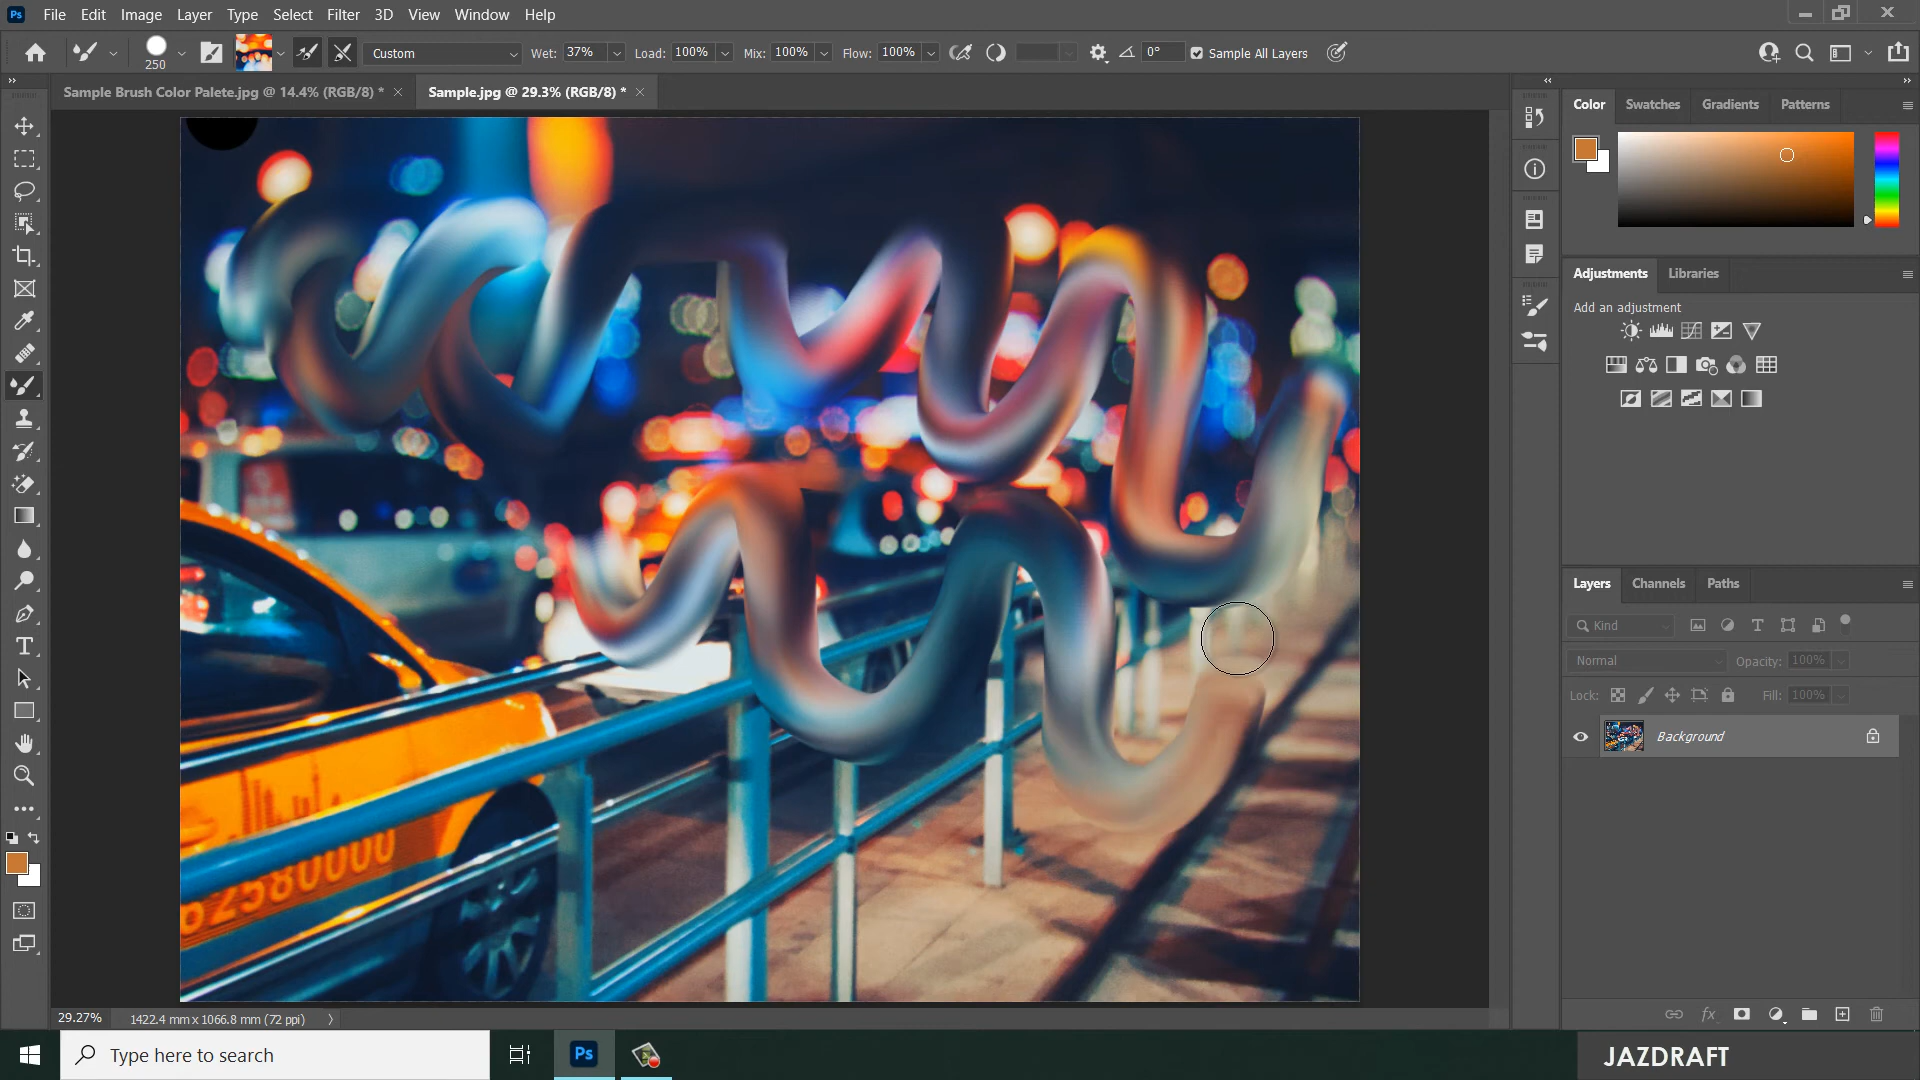 Ps File Edit Image Layer Type Select Filter 3D View Window Help
250 Custom Wet: 37% Load: 100% Mix: 100% Flow: 100% 0° Sample All Layers
Sample Brush Color Palete.jpg @ 14.4% (RGB/8) * × Sample.jpg @ 29.3% (RGB/8) * ×
Color Swatches Gradients Patterns
Adjustments Libraries
Add an adjustment
Layers Channels Paths
Kind
Normal Opacity: 100%
Lock: Fill: 100%
Background
62580000
29.27% 1422.4 mm x 1066.8 mm (72 ppi)
Type here to search Ps JAZDRAFT